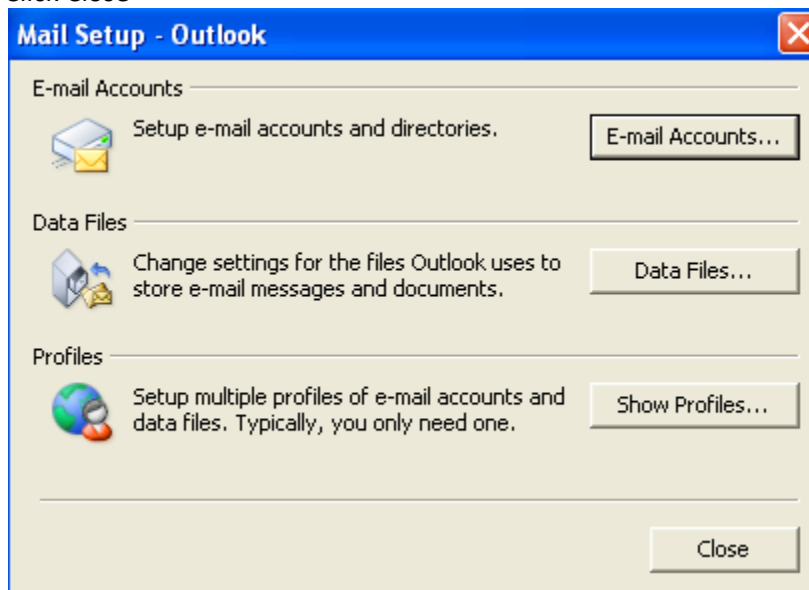 Click Close
Mail Setup - Outlook
E-mail Accounts
Setup e-mail accounts and directories.
E-mail Accounts...
Data Files
Change settings for the files Outlook uses to
store e-mail messages and documents.
Data Files...
Profiles
Setup multiple profiles of e-mail accounts and
data files. Typically, you only need one.
Show Profiles...
Close